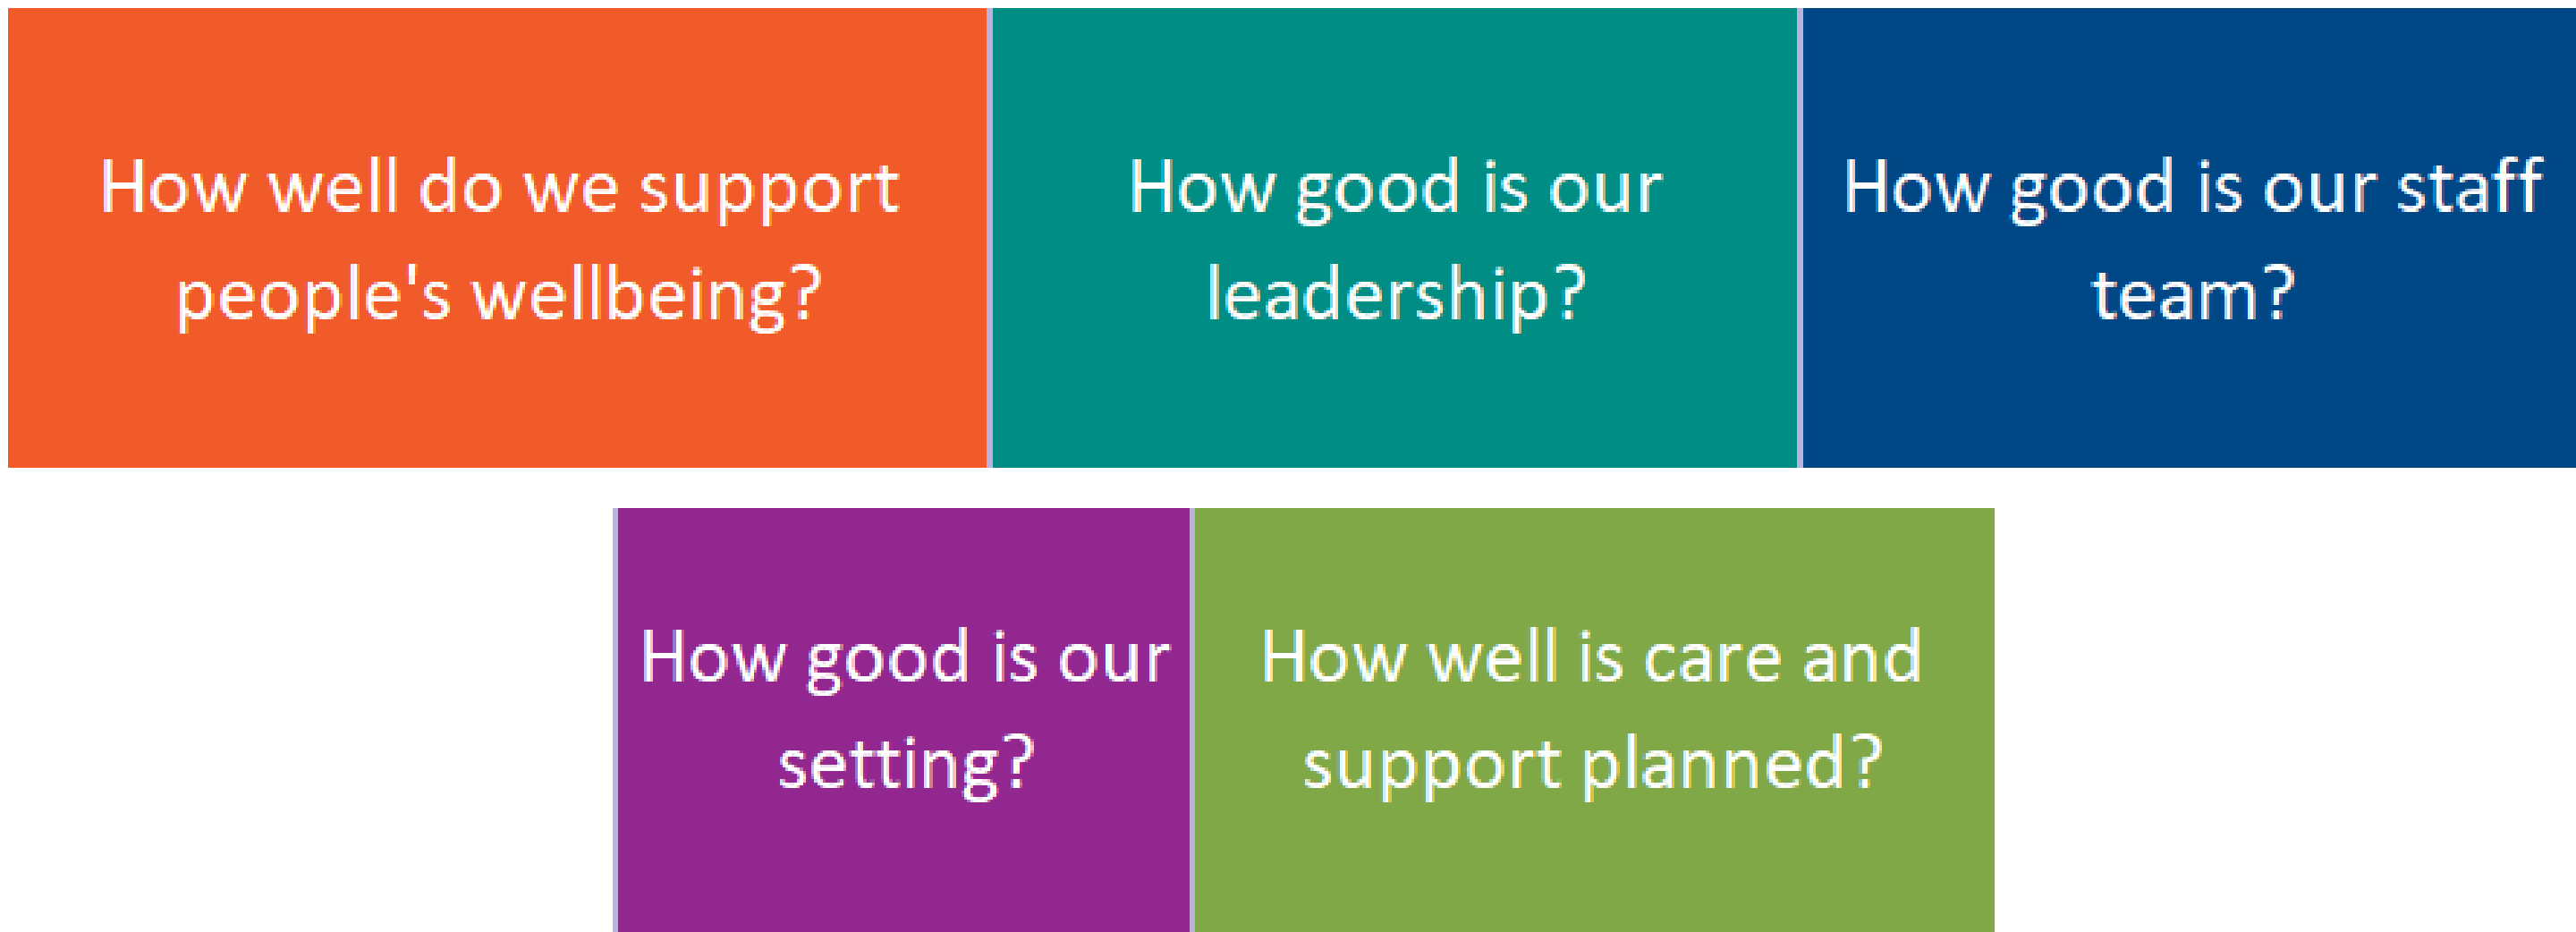 How well do we support
people's wellbeing?
How good is our
leadership?
How good is our staff
team?
How good is our
setting?
How well is care and
support planned?